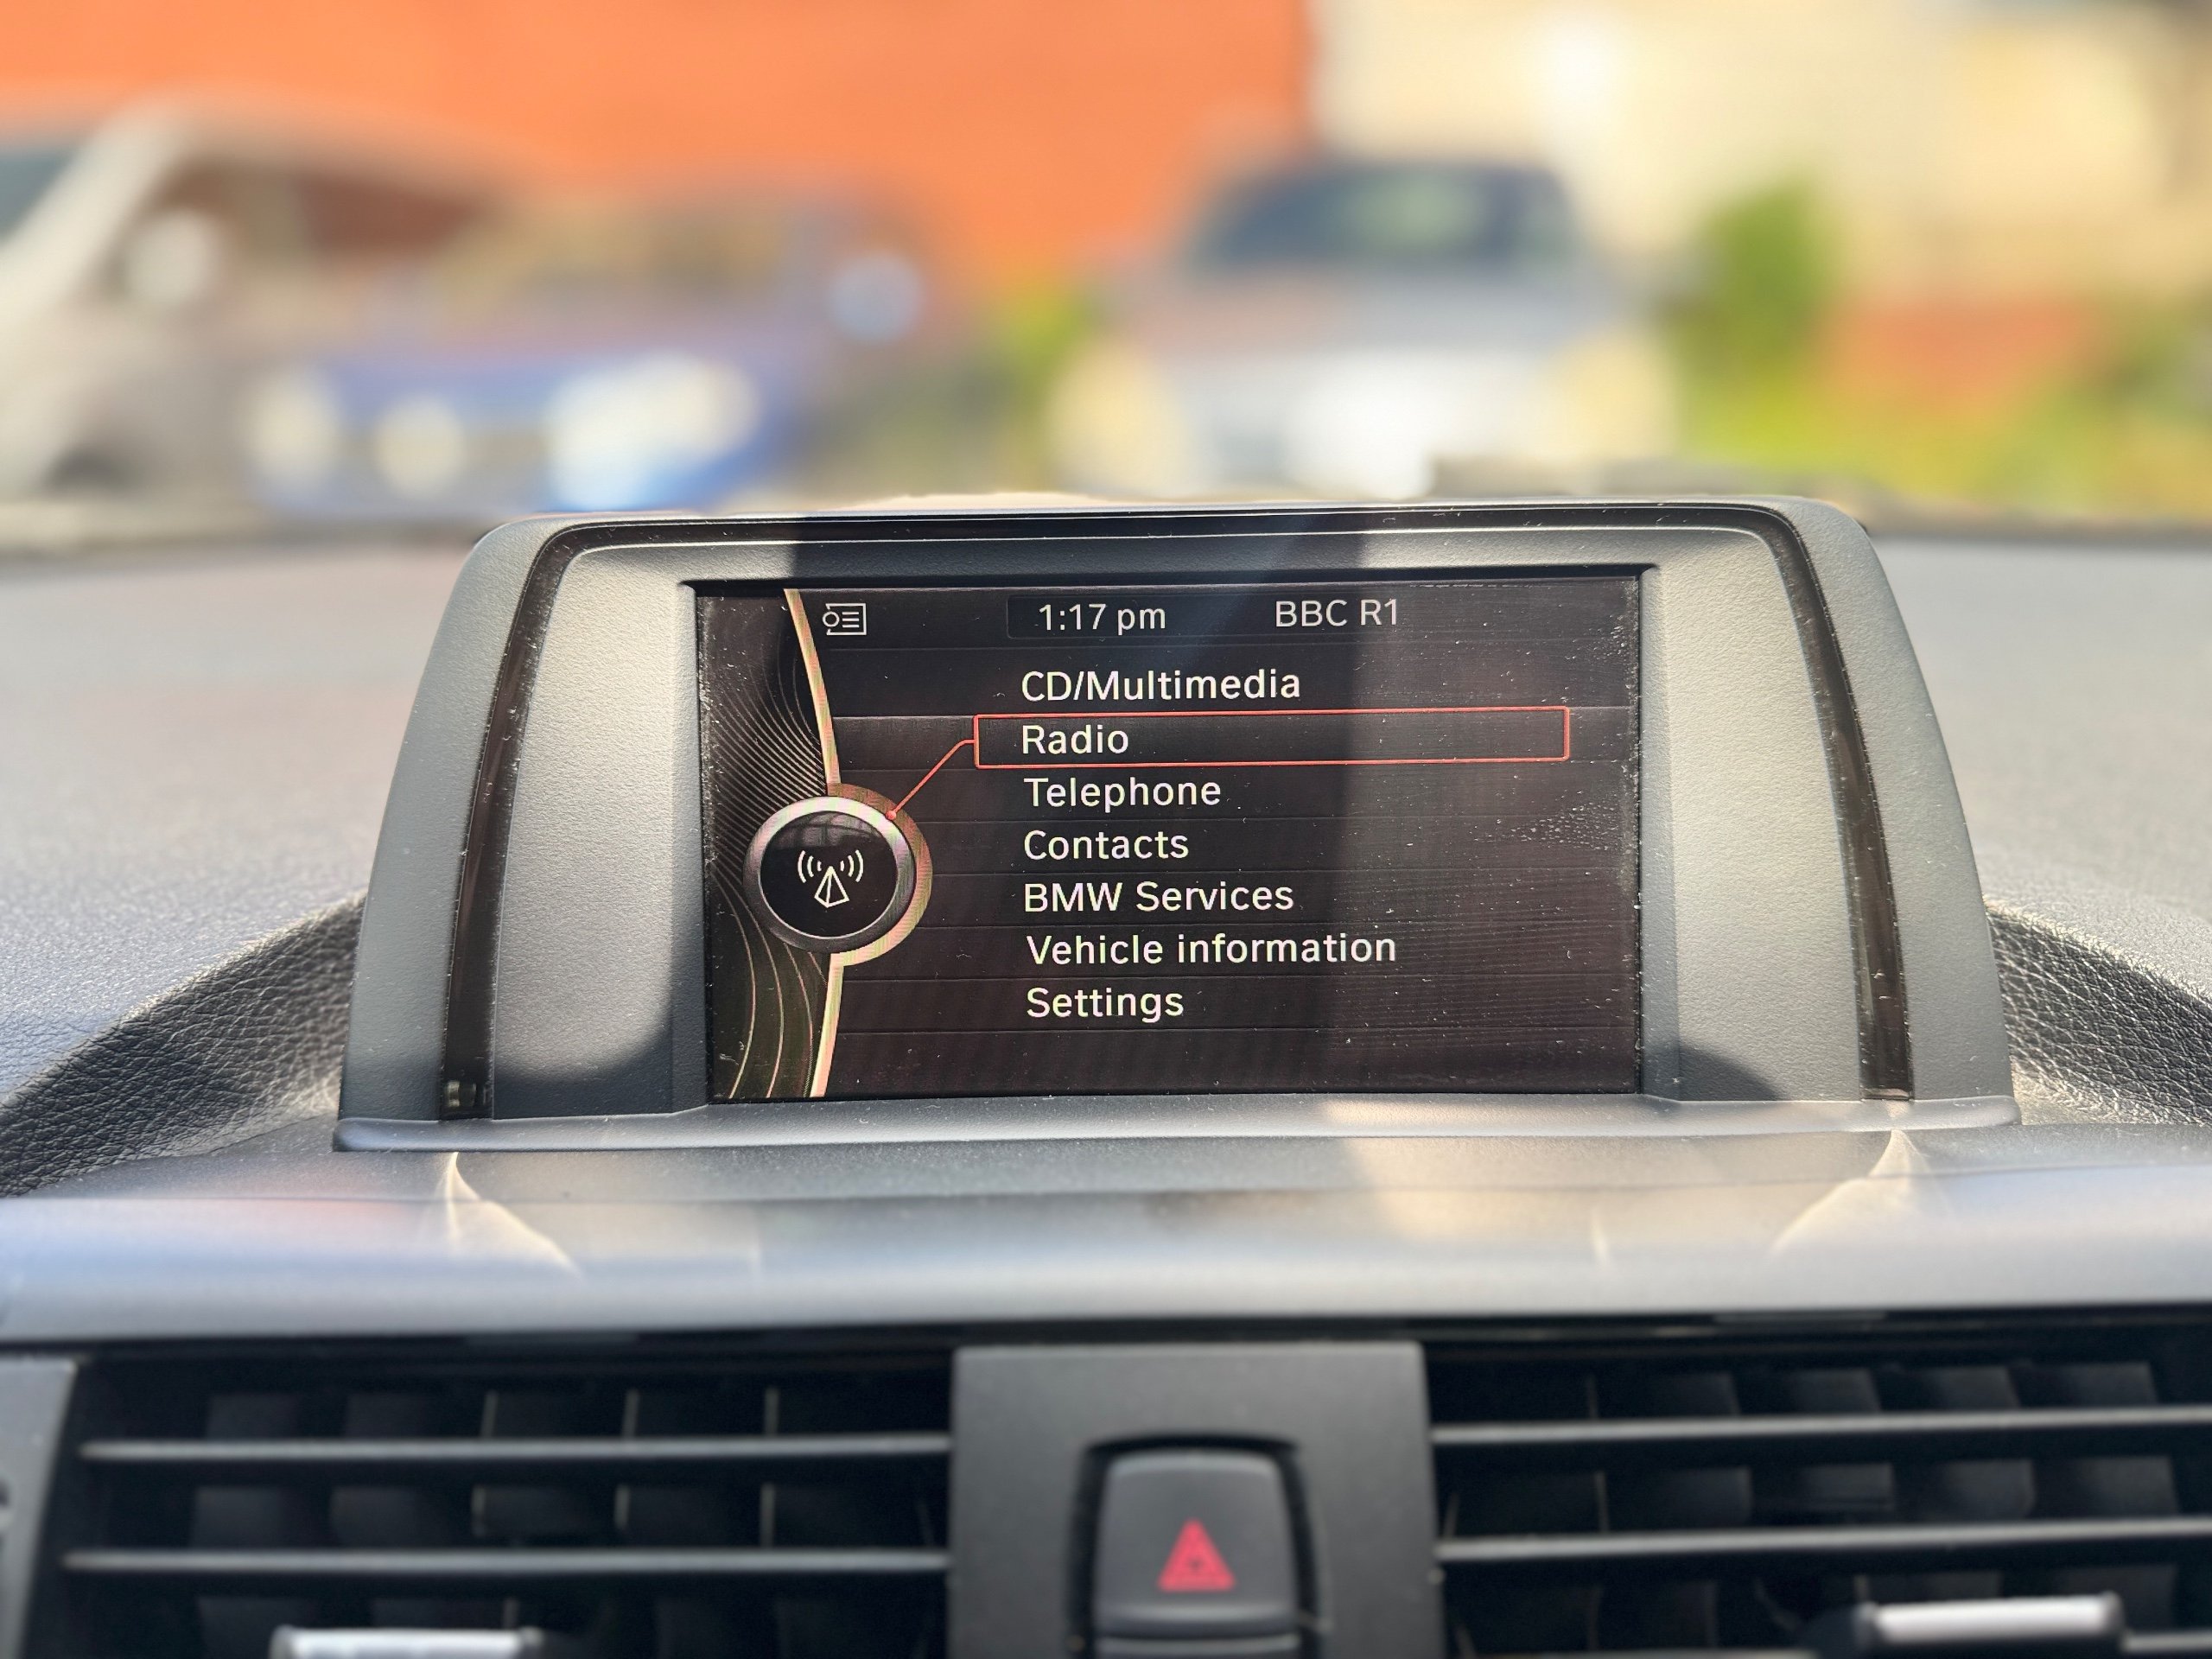 1:17 pm BBC R1
CD/Multimedia
Radio
Telephone
Contacts
BMW Services
Vehicle information
Settings